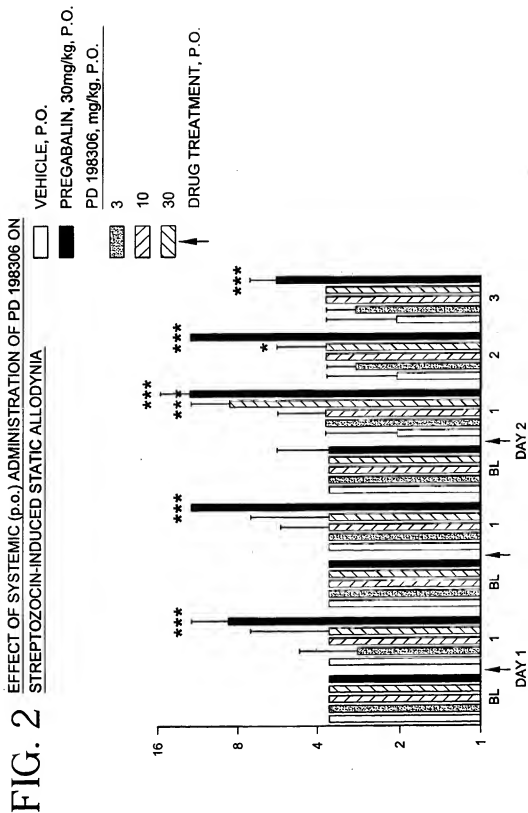 FIG. 2
EFFECT OF SYSTEMIC (p.o.) ADMINISTRATION OF PD 198306 ON
STREPTOZOCIN-INDUCED STATIC ALLODYNIA
VEHICLE, P.O.
PREGABALIN, 30mg/kg, P.O.
PD 198306, mg/kg, P.O.
3
10
30
DRUG TREATMENT, P.O.
16
8
4
2
1
***
***
***
***
***
*
***
BL
1
BL
1
BL
1
2
3
DAY 1
DAY 2